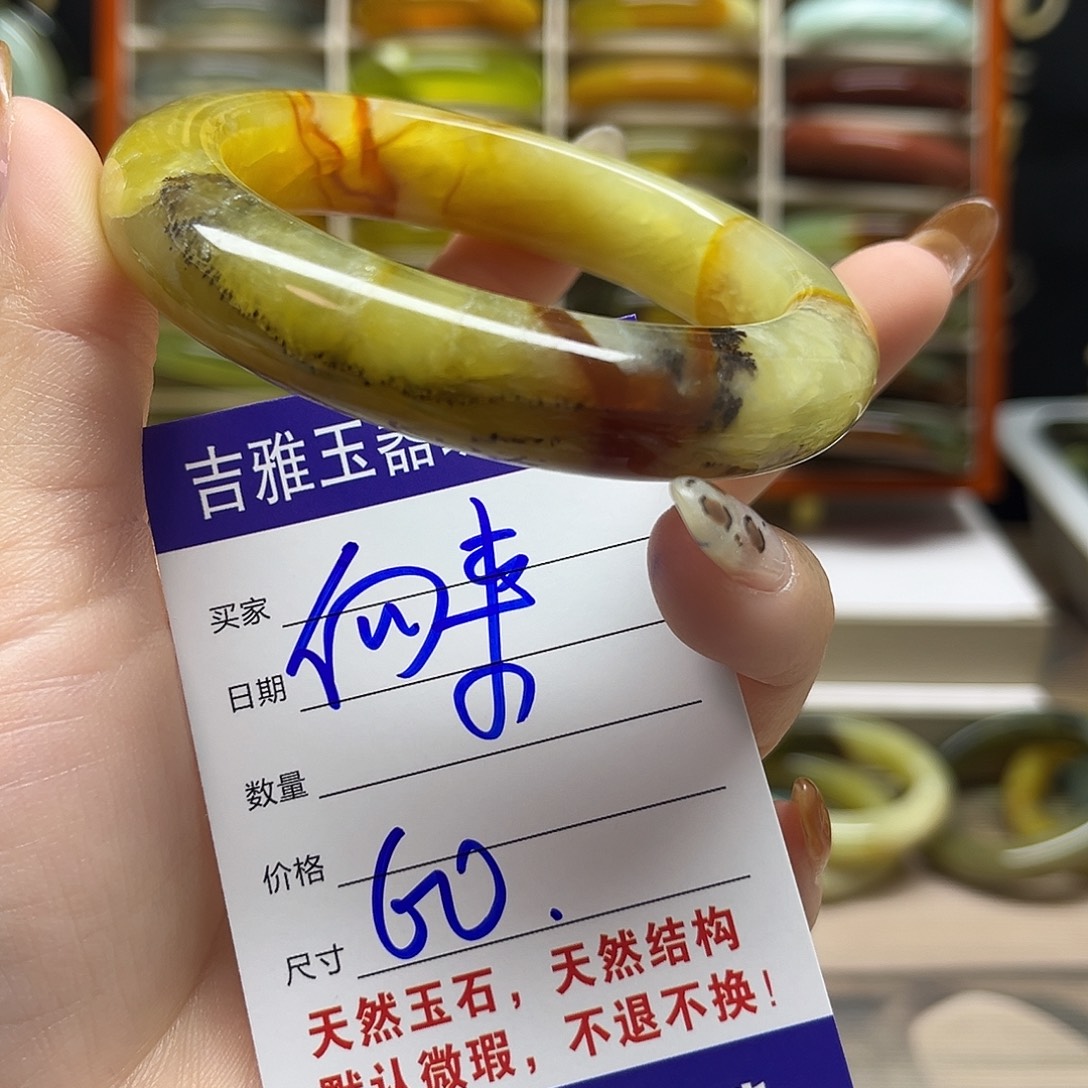 吉雅玉器
买家
日期
数量
价格
尺寸 60.
天然玉石，天然结构
默认微瑕，不退不换！